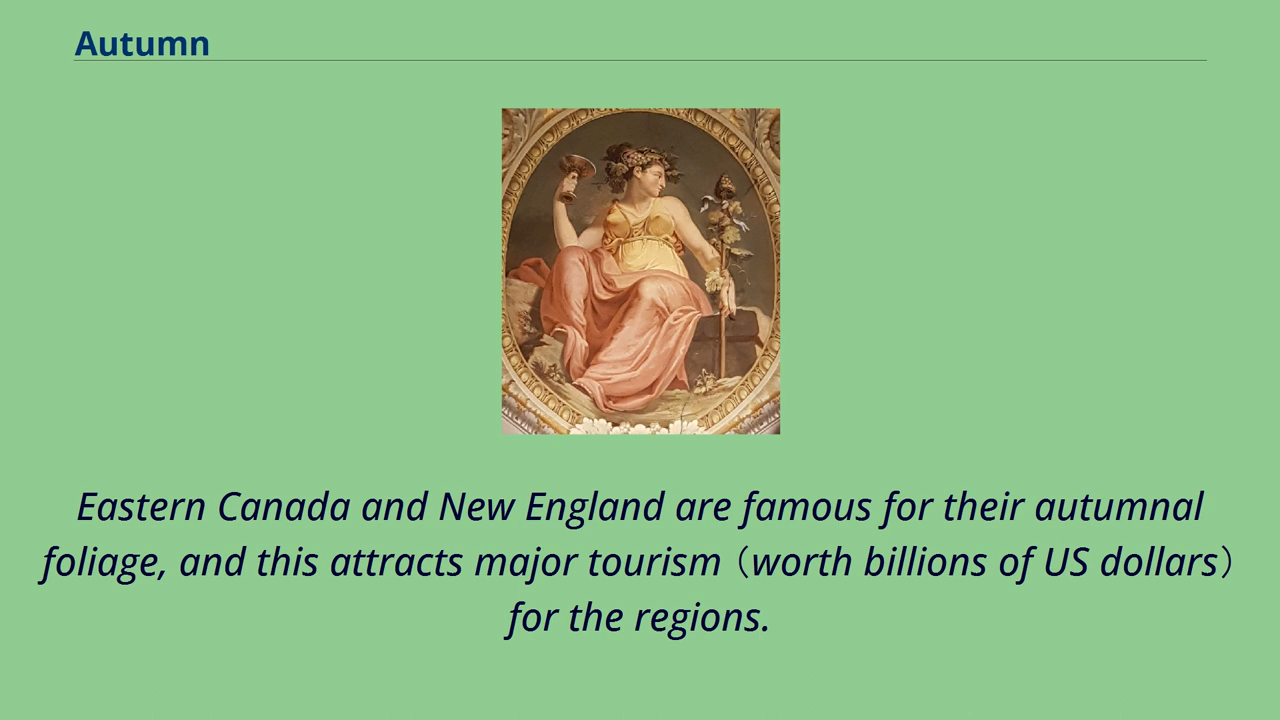 Autumn
Eastern Canada and New England are famous for their autumnal
foliage, and this attracts major tourism（worth billions of US dollars）
for the regions.